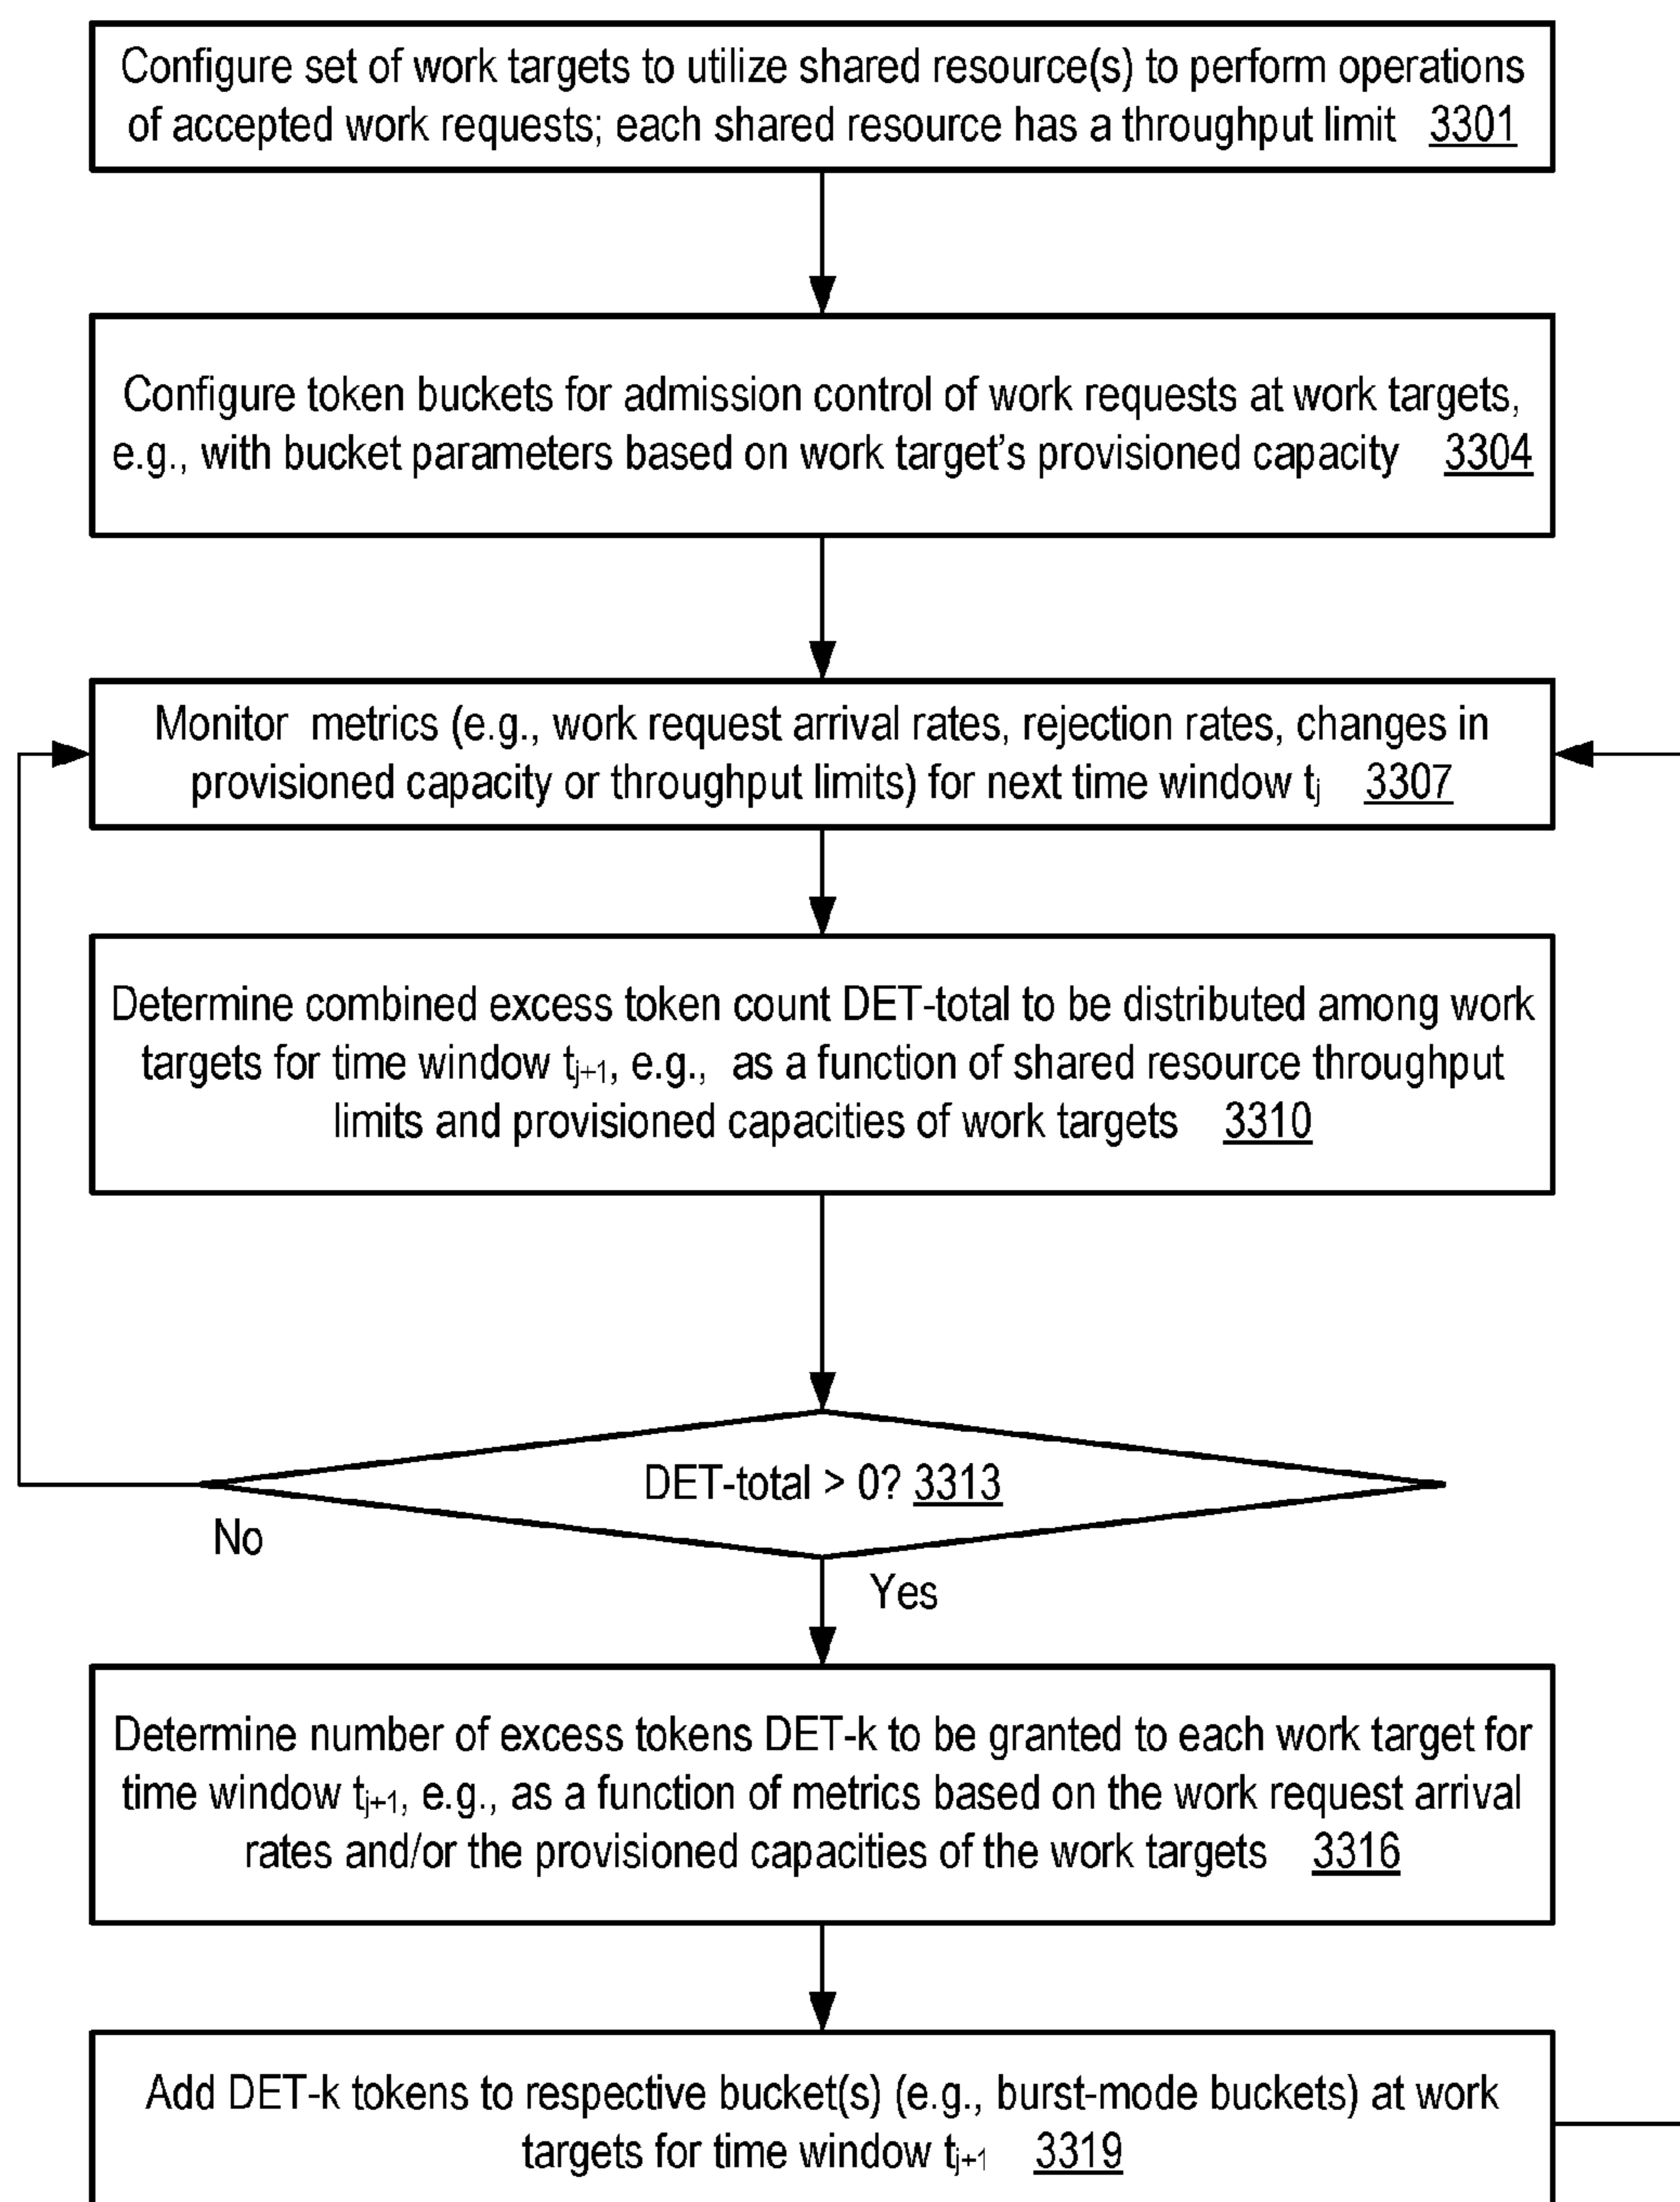 Configure set of work targets to utilize shared resource(s) to perform operations
of accepted work requests; each shared resource has a throughput limit 3301
Configure token buckets for admission control of work requests at work targets,
e.g., with bucket parameters based on work target's provisioned capacity 3304
Monitor metrics (e.g., work request arrival rates, rejection rates, changes in
provisioned capacity or throughput limits) for next time window tj 3307
Determine combined excess token count DET-total to be distributed among work
targets for time window tj+1, e.g., as a function of shared resource throughput
limits and provisioned capacities of work targets 3310
DET-total > 0? 3313
No
Yes
Determine number of excess tokens DET-k to be granted to each work target for
time window tj+1, e.g., as a function of metrics based on the work request arrival
rates and/or the provisioned capacities of the work targets 3316
Add DET-k tokens to respective bucket(s) (e.g., burst-mode buckets) at work
targets for time window tj+1 3319